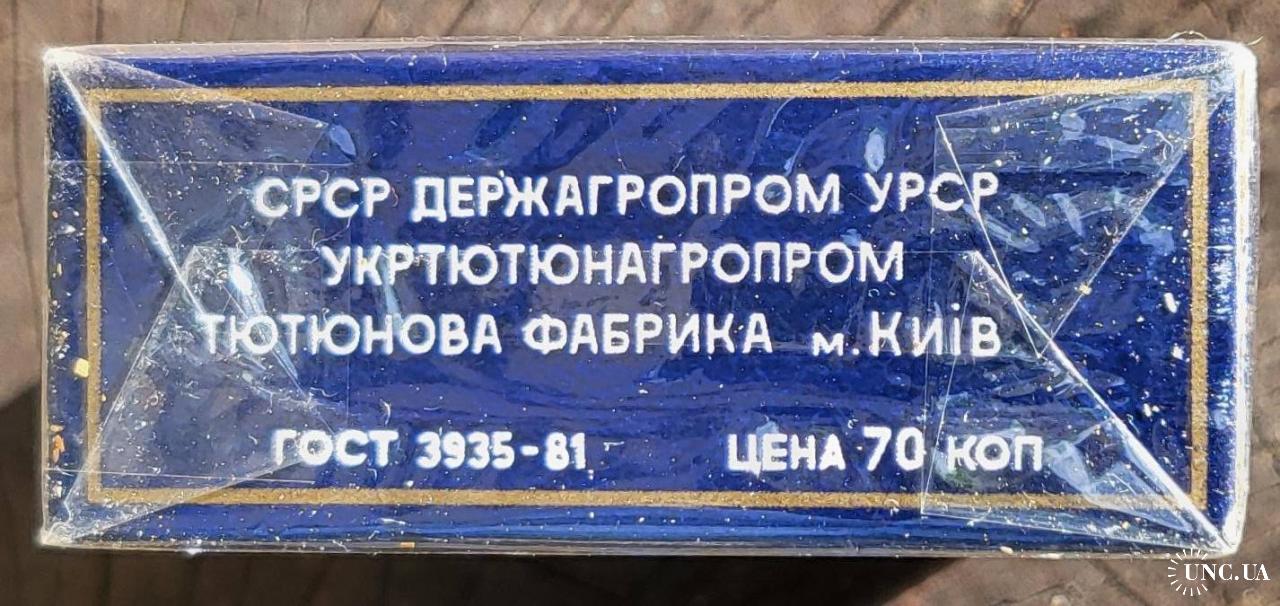 СРСР ДЕРЖАГРОПРОМ УРСР
УКРТЮТЮНАГРОПРОМ
ТЮТЮНОВА ФАБРИКА м. КИїВ
ГОСТ 3935-81 ЦЕНА 70 КОП
UNC.UA